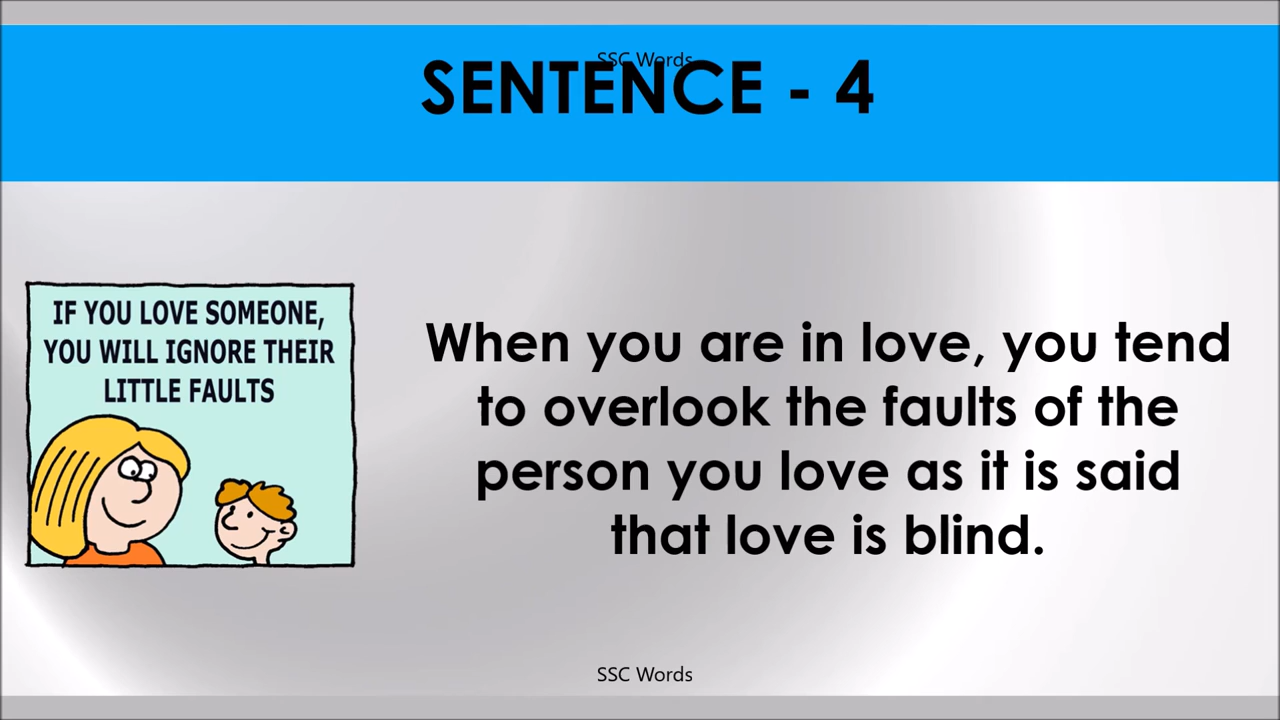 SSC Words
SENTENCE - 4
IF YOU LOVE SOMEONE,
YOU WILL IGNORE THEIR
LITTLE FAULTS
When you are in love, you tend
to overlook the faults of the
person you love as it is said
that love is blind.
SSC Words